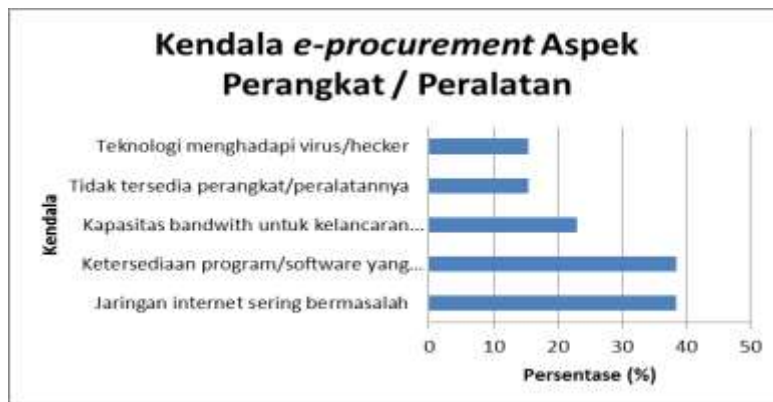 Kendala e-procurement Aspek
Perangkat / Peralatan
Teknologi menghadapi virus/hecker
Tidak tersedia perangkat/peralatannya
Kapasitas bandwith untuk kelancaran...
Ketersediaan program/software yang...
Jaringan internet sering bermasalah
Kendala
0 10 20 30 40 50
Persentase (%)